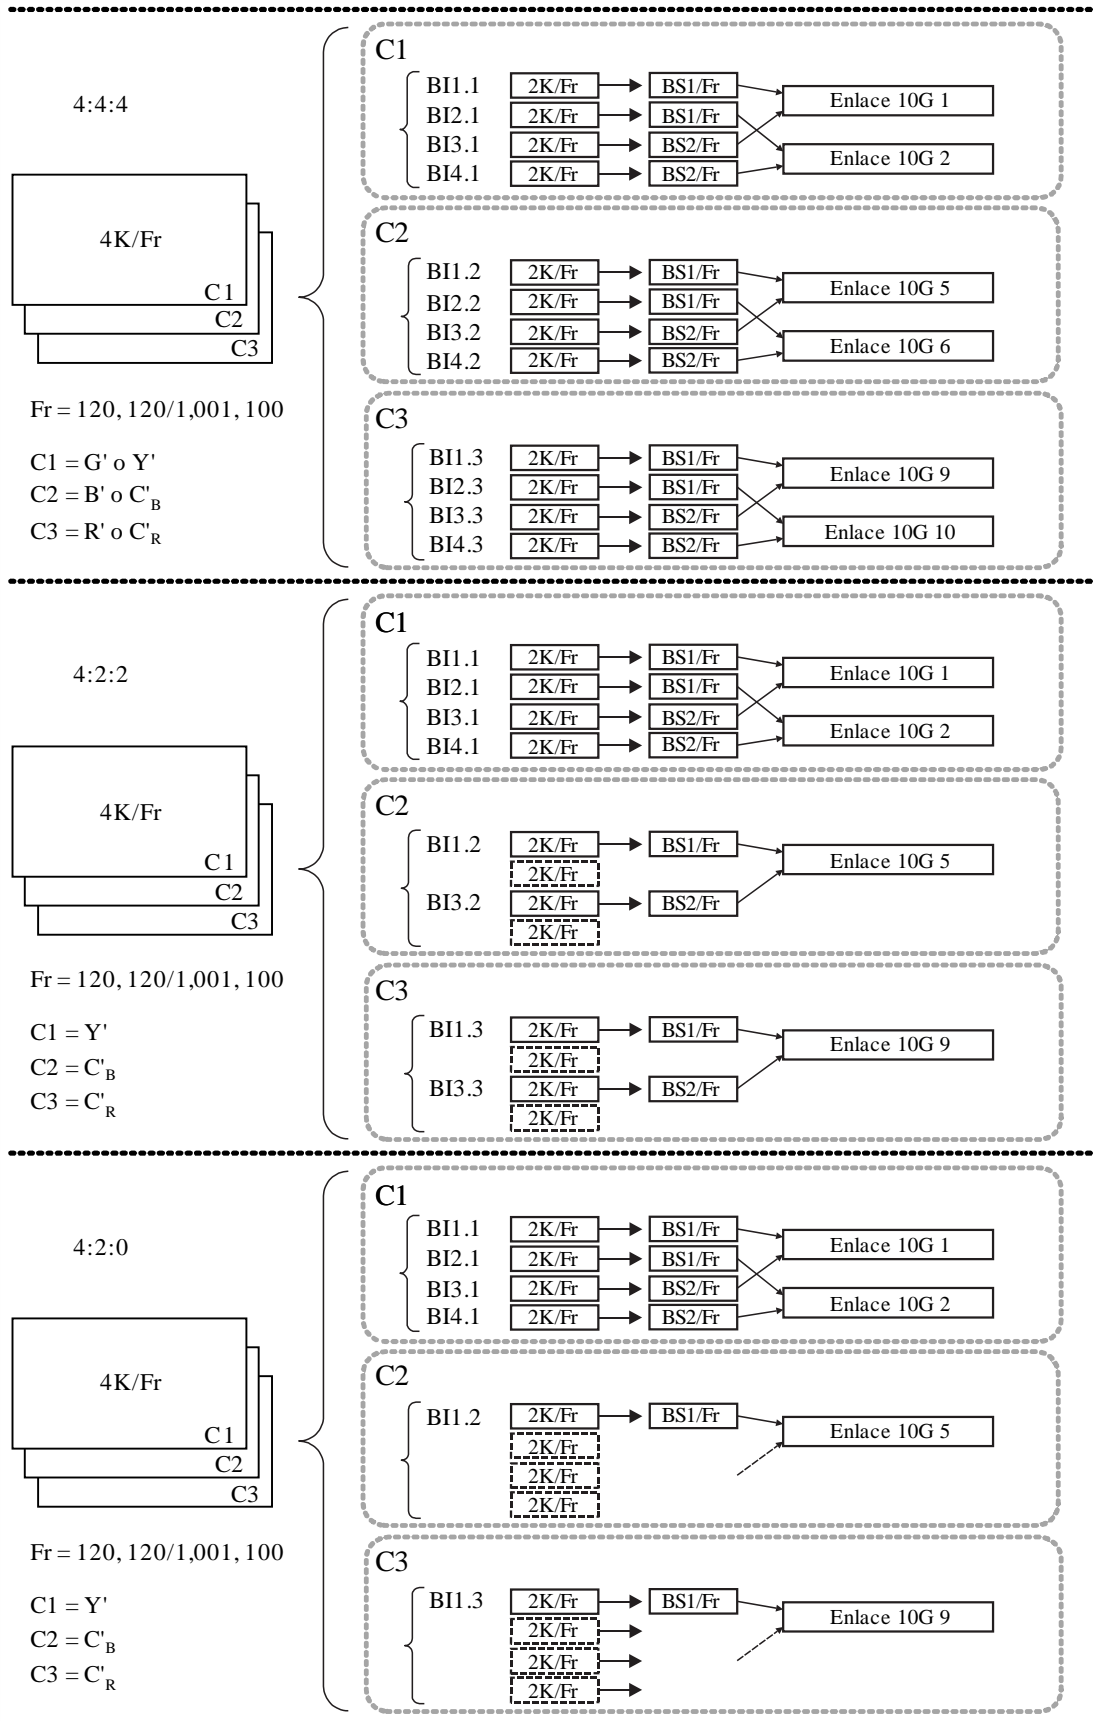 4:4:4
4K/Fr
C1
C2
C3
Fr = 120, 120/1,001, 100
C1 = G' o Y'
C2 = B' o C'B
C3 = R' o C'R
C1
BI1.1 2K/Fr BS1/Fr
BI2.1 2K/Fr BS1/Fr
BI3.1 2K/Fr BS2/Fr
BI4.1 2K/Fr BS2/Fr
Enlace 10G 1
Enlace 10G 2
C2
BI1.2 2K/Fr BS1/Fr
BI2.2 2K/Fr BS1/Fr
BI3.2 2K/Fr BS2/Fr
BI4.2 2K/Fr BS2/Fr
Enlace 10G 5
Enlace 10G 6
C3
BI1.3 2K/Fr BS1/Fr
BI2.3 2K/Fr BS1/Fr
BI3.3 2K/Fr BS2/Fr
BI4.3 2K/Fr BS2/Fr
Enlace 10G 9
Enlace 10G 10
4:2:2
4K/Fr
C1
C2
C3
Fr = 120, 120/1,001, 100
C1 = Y'
C2 = C'B
C3 = C'R
C1
BI1.1 2K/Fr BS1/Fr
BI2.1 2K/Fr BS1/Fr
BI3.1 2K/Fr BS2/Fr
BI4.1 2K/Fr BS2/Fr
Enlace 10G 1
Enlace 10G 2
C2
BI1.2 2K/Fr BS1/Fr
2K/Fr
BI3.2 2K/Fr BS2/Fr
2K/Fr
Enlace 10G 5
C3
BI1.3 2K/Fr BS1/Fr
2K/Fr
BI3.3 2K/Fr BS2/Fr
2K/Fr
Enlace 10G 9
4:2:0
4K/Fr
C1
C2
C3
Fr = 120, 120/1,001, 100
C1 = Y'
C2 = C'B
C3 = C'R
C1
BI1.1 2K/Fr BS1/Fr
BI2.1 2K/Fr BS1/Fr
BI3.1 2K/Fr BS2/Fr
BI4.1 2K/Fr BS2/Fr
Enlace 10G 1
Enlace 10G 2
C2
BI1.2 2K/Fr BS1/Fr
2K/Fr
2K/Fr
2K/Fr
Enlace 10G 5
C3
BI1.3 2K/Fr BS1/Fr
2K/Fr
2K/Fr
2K/Fr
Enlace 10G 9